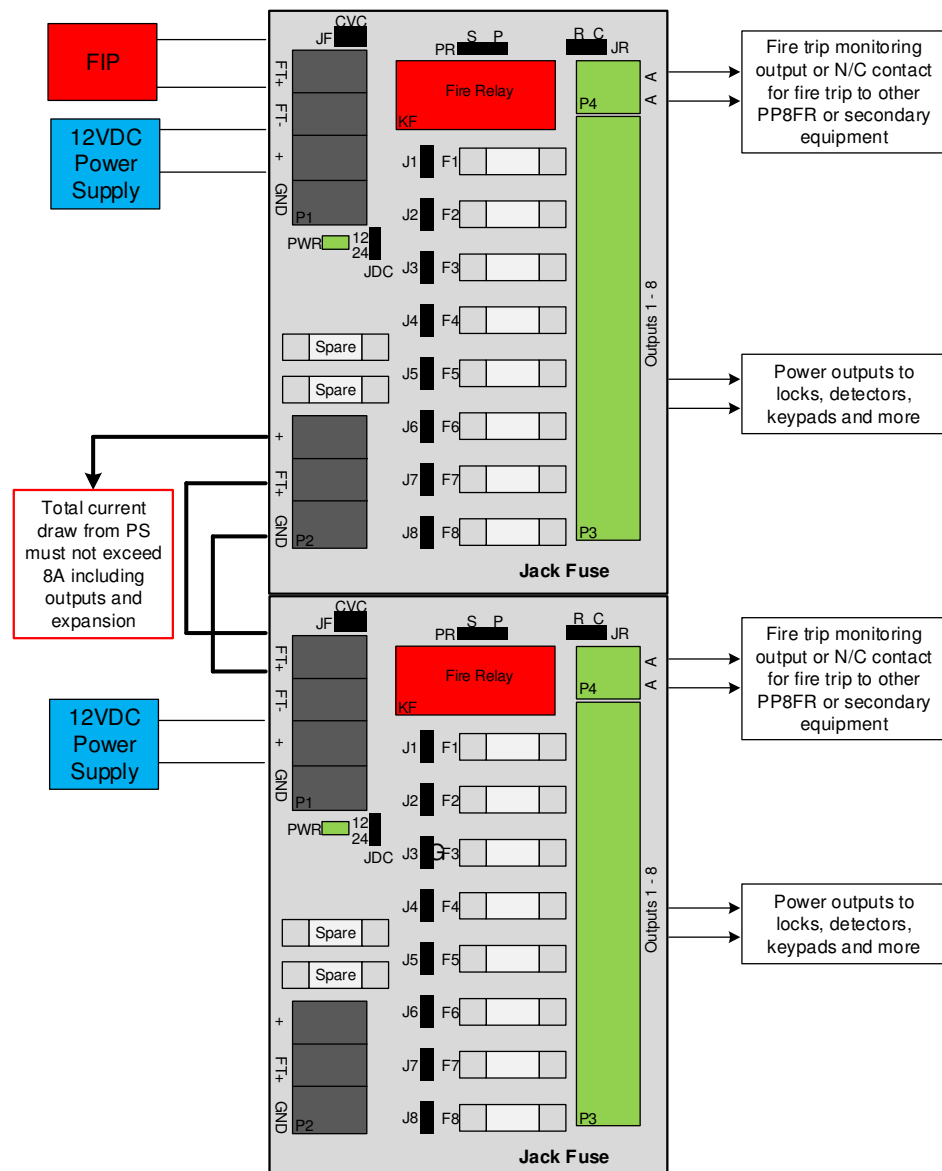 FIP
12VDC
Power
Supply
CVC
JF
FT+
FT-
+
GND
P1
PWR
12
24
JDC
S P
PR
R C
JR
Fire Relay
KF
P4
A
A
Fire trip monitoring
output or N/C contact
for fire trip to other
PP8FR or secondary
equipment
J1 F1
J2 F2
J3 F3
J4 F4
J5 F5
J6 F6
J7 F7
J8 F8
Spare
Spare
Outputs 1 - 8
Power outputs to
locks, detectors,
keypads and more
+
FT+
GND
P2
P3
Jack Fuse
Total current
draw from PS
must not exceed
8A including
outputs and
expansion
12VDC
Power
Supply
CVC
JF
FT+
FT-
+
GND
P1
PWR
12
24
JDC
S P
PR
R C
JR
Fire Relay
KF
P4
A
A
Fire trip monitoring
output or N/C contact
for fire trip to other
PP8FR or secondary
equipment
J1 F1
J2 F2
J3 G F3
J4 F4
J5 F5
J6 F6
J7 F7
J8 F8
Spare
Spare
Outputs 1 - 8
Power outputs to
locks, detectors,
keypads and more
+
FT+
GND
P2
P3
Jack Fuse